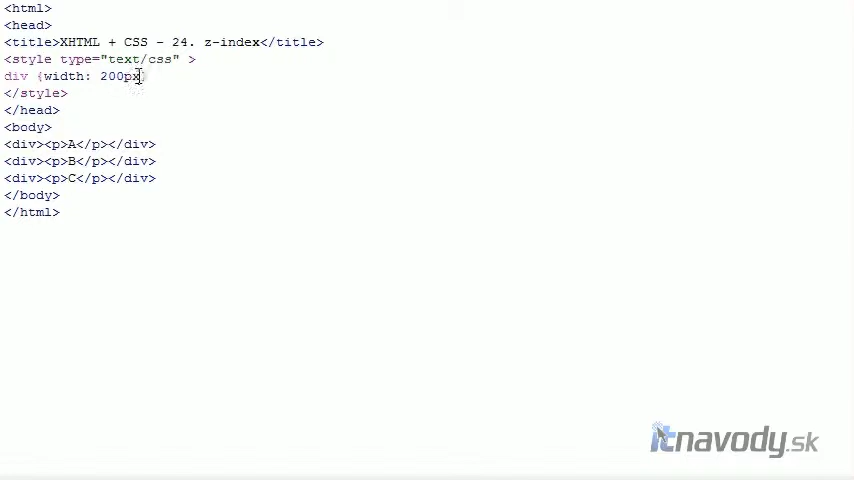 <html>
<head>
<title>XHTML + CSS - 24. z-index</title>
<style type="text/css" >
div {width: 200px}
</style>
</head>
<body>
<div><p>A</p></div>
<div><p>B</p></div>
<div><p>C</p></div>
</body>
</html>
itnavody.sk